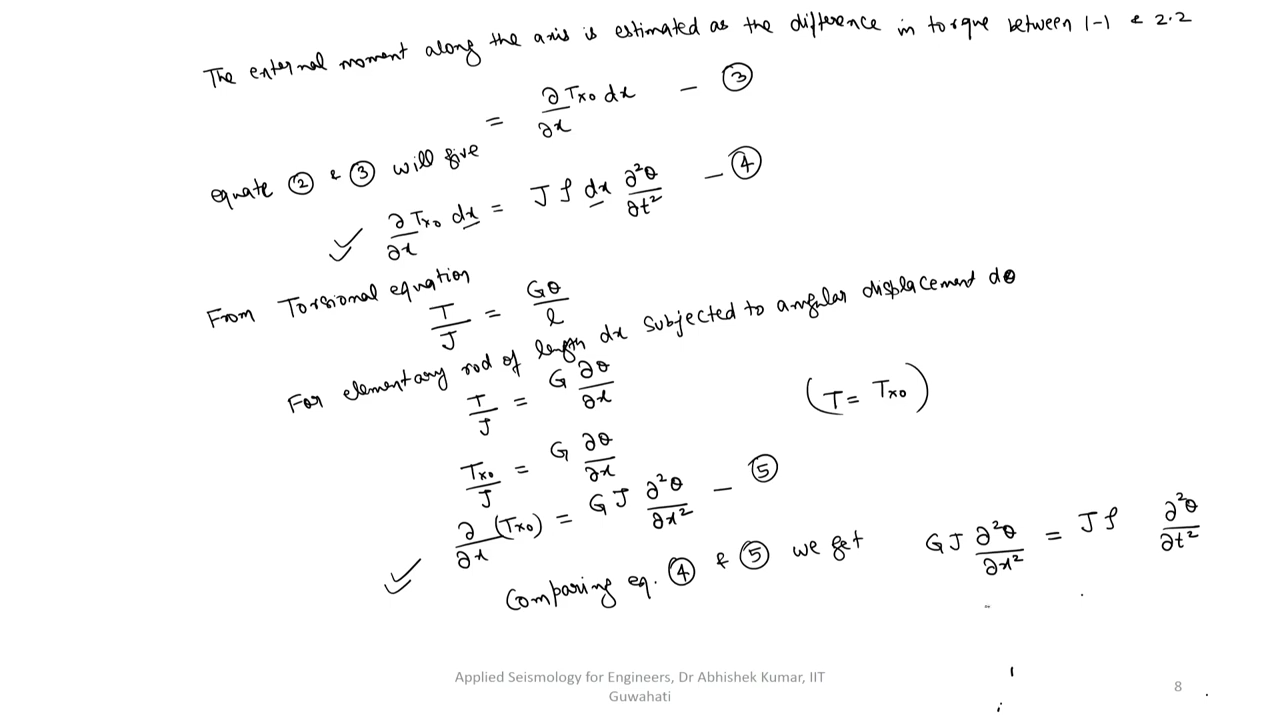 The external moment along the axis is estimated as the difference in torque between 1-1 & 2.2
= ∂/∂x Tx₀ dx — ③
equate ② & ③ will give
∂/∂x Tx₀ dx = J ρ dx ∂²θ/∂t² — ④
From Torsional equation
T/J = Gθ/l
For elementary rod of length dx subjected to angular displacement dθ
T/J = G ∂θ/∂x (T = Tx₀)
Tx₀/J = G ∂θ/∂x
∂/∂x (Tx₀) = GJ ∂²θ/∂x² — ⑤
Comparing eq. ④ & ⑤ we get GJ ∂²θ/∂x² = Jρ ∂²θ/∂t²
Applied Seismology for Engineers, Dr Abhishek Kumar, IIT
Guwahati
8